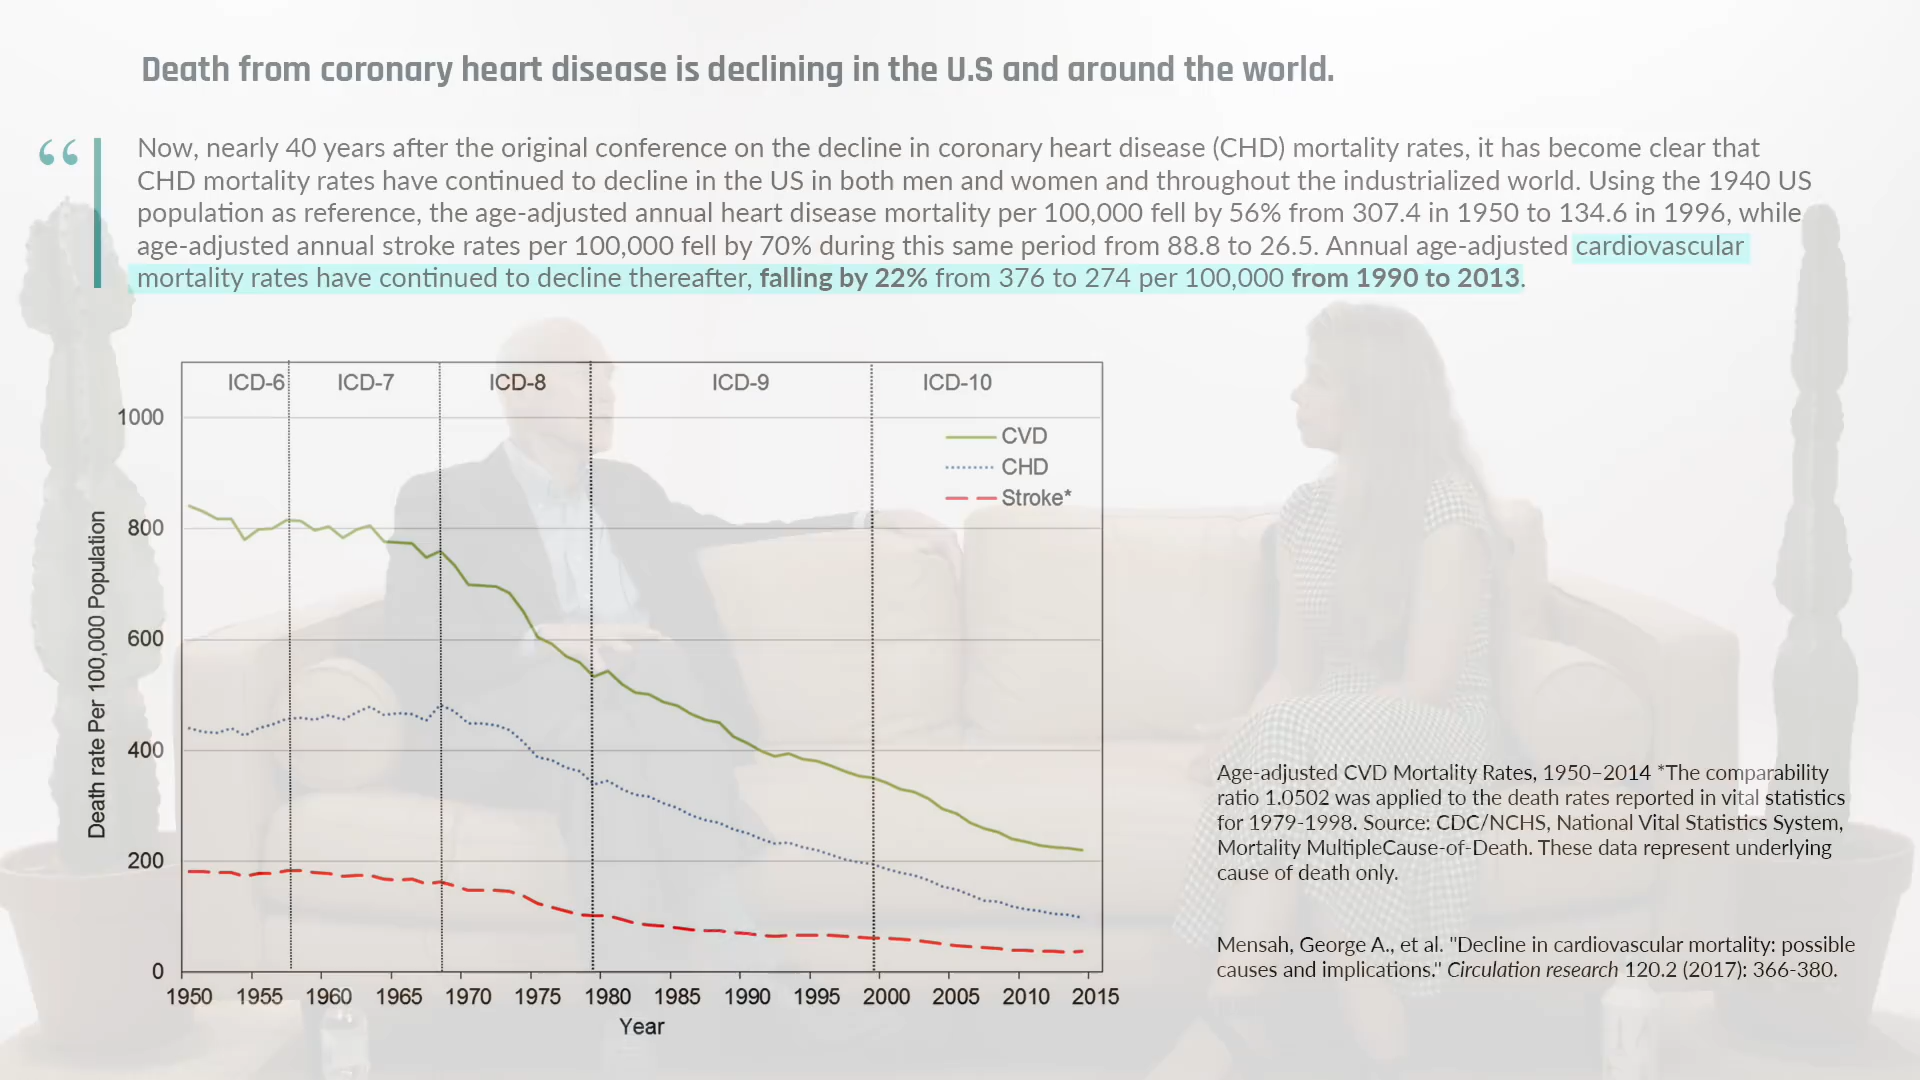 Death from coronary heart disease is declining in the U.S and around the world.
“
Now, nearly 40 years after the original conference on the decline in coronary heart disease (CHD) mortality rates, it has become clear that
CHD mortality rates have continued to decline in the US in both men and women and throughout the industrialized world. Using the 1940 US
population as reference, the age-adjusted annual heart disease mortality per 100,000 fell by 56% from 307.4 in 1950 to 134.6 in 1996, while
age-adjusted annual stroke rates per 100,000 fell by 70% during this same period from 88.8 to 26.5. Annual age-adjusted cardiovascular
mortality rates have continued to decline thereafter, falling by 22% from 376 to 274 per 100,000 from 1990 to 2013.
ICD-6 ICD-7 ICD-8 ICD-9 ICD-10
1000
CVD
CHD
Stroke*
800
600
400
200
0
Death rate Per 100,000 Population
1950 1955 1960 1965 1970 1975 1980 1985 1990 1995 2000 2005 2010 2015
Year
Age-adjusted CVD Mortality Rates, 1950–2014 *The comparability
ratio 1.0502 was applied to the death rates reported in vital statistics
for 1979-1998. Source: CDC/NCHS, National Vital Statistics System,
Mortality MultipleCause-of-Death. These data represent underlying
cause of death only.
Mensah, George A., et al. "Decline in cardiovascular mortality: possible
causes and implications." Circulation research 120.2 (2017): 366-380.